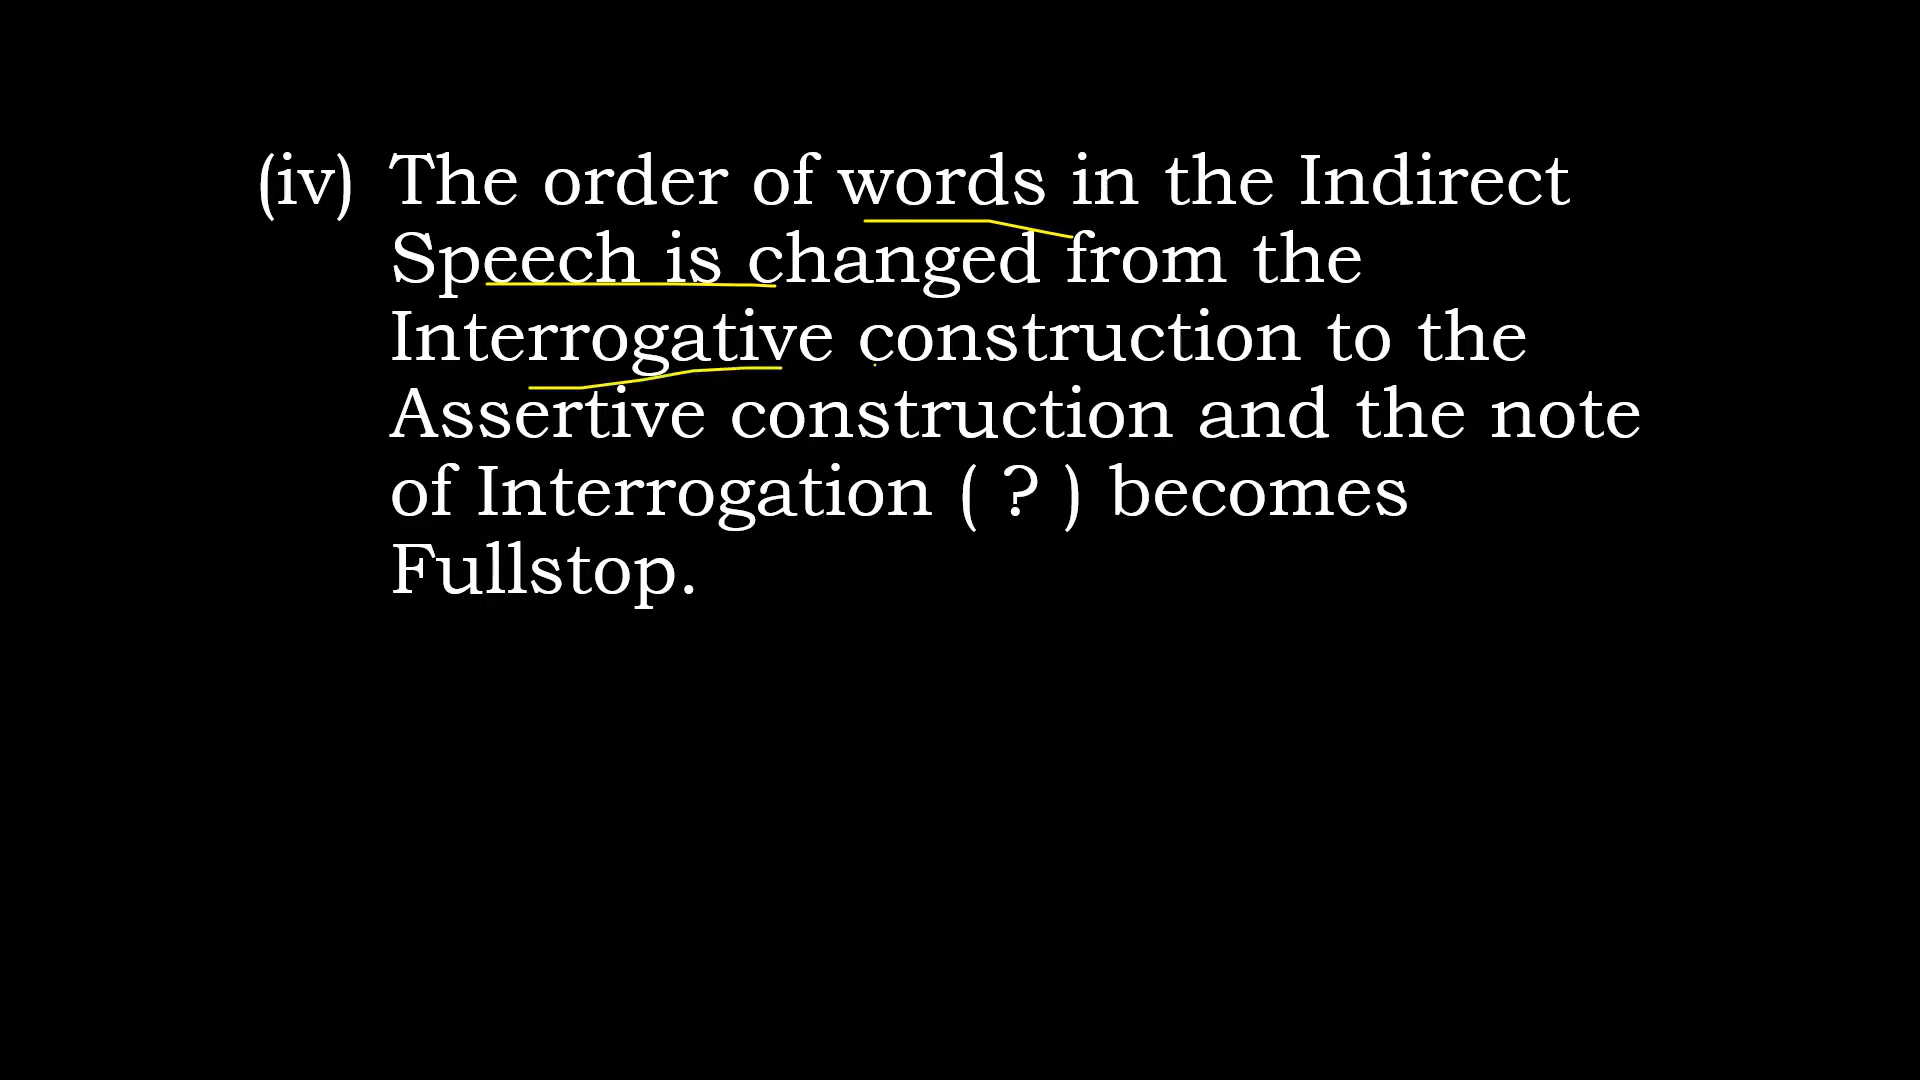 (iv) The order of words in the Indirect
Speech is changed from the
Interrogative construction to the
Assertive construction and the note
of Interrogation ( ? ) becomes
Fullstop.